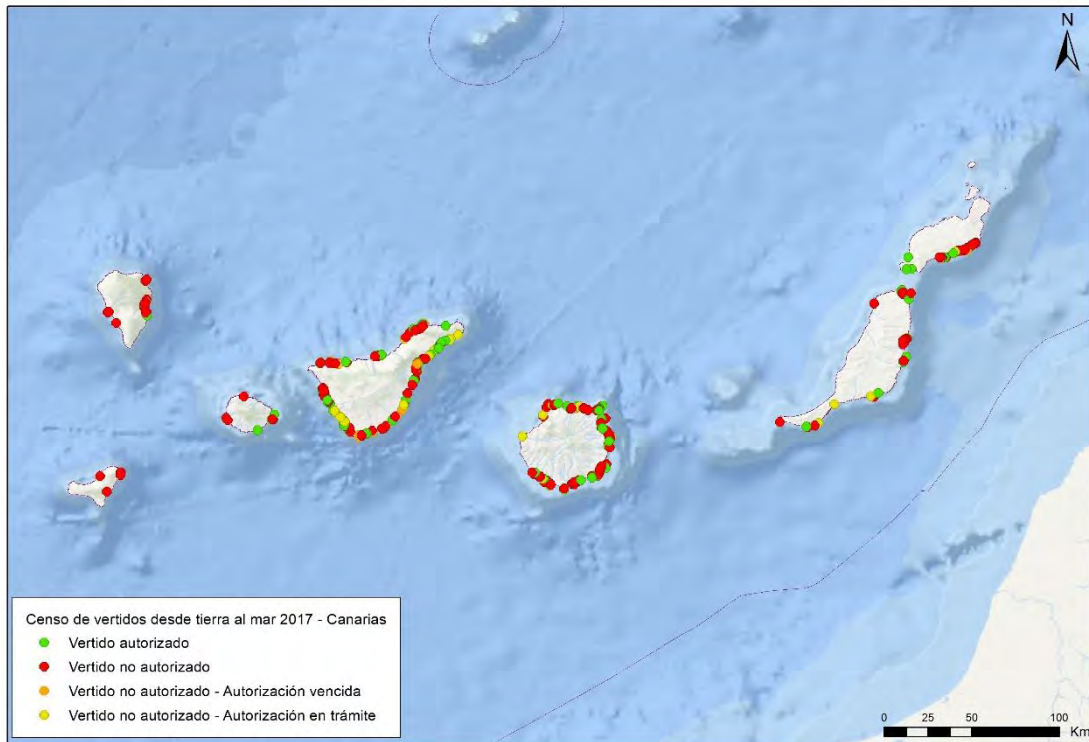 N
Censo de vertidos desde tierra al mar 2017 - Canarias
Vertido autorizado
Vertido no autorizado
Vertido no autorizado - Autorización vencida
Vertido no autorizado - Autorización en trámite
0 25 50 100
Km